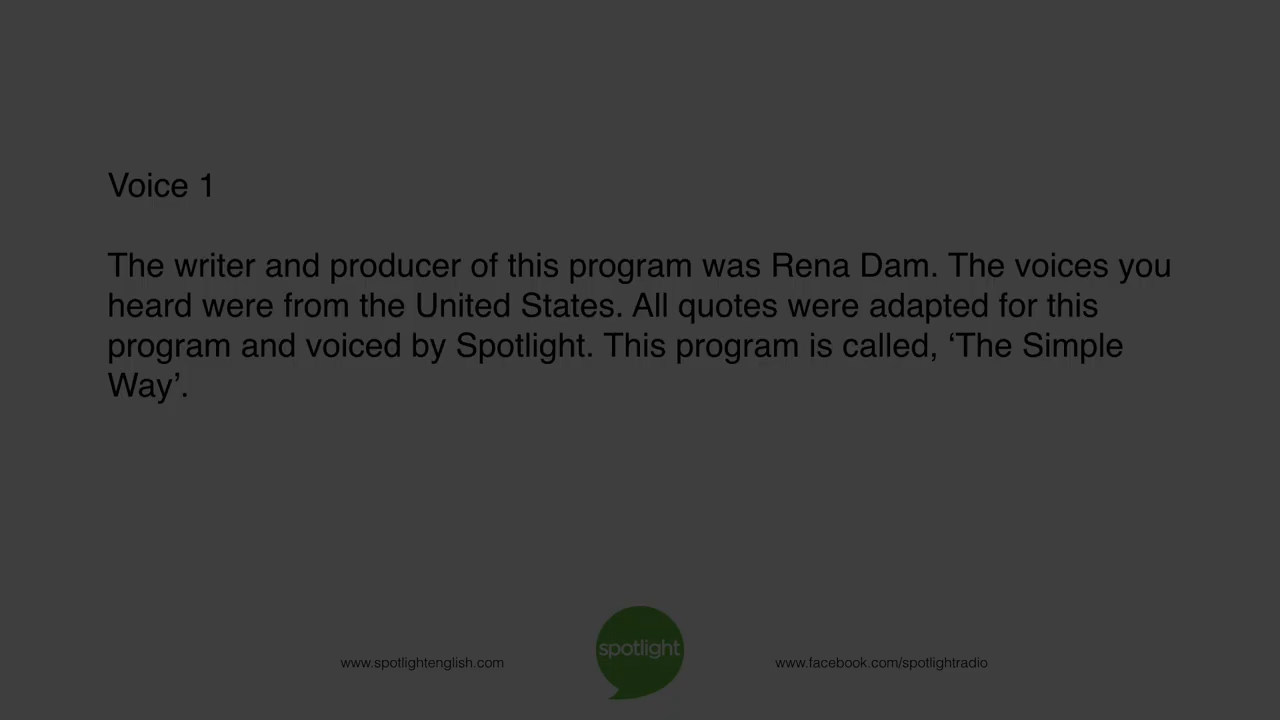 Voice 1
The writer and producer of this program was Rena Dam. The voices you
heard were from the United States. All quotes were adapted for this
program and voiced by Spotlight. This program is called, ‘The Simple
Way’.
spotlight
www.spotlightenglish.com
www.facebook.com/spotlightradio